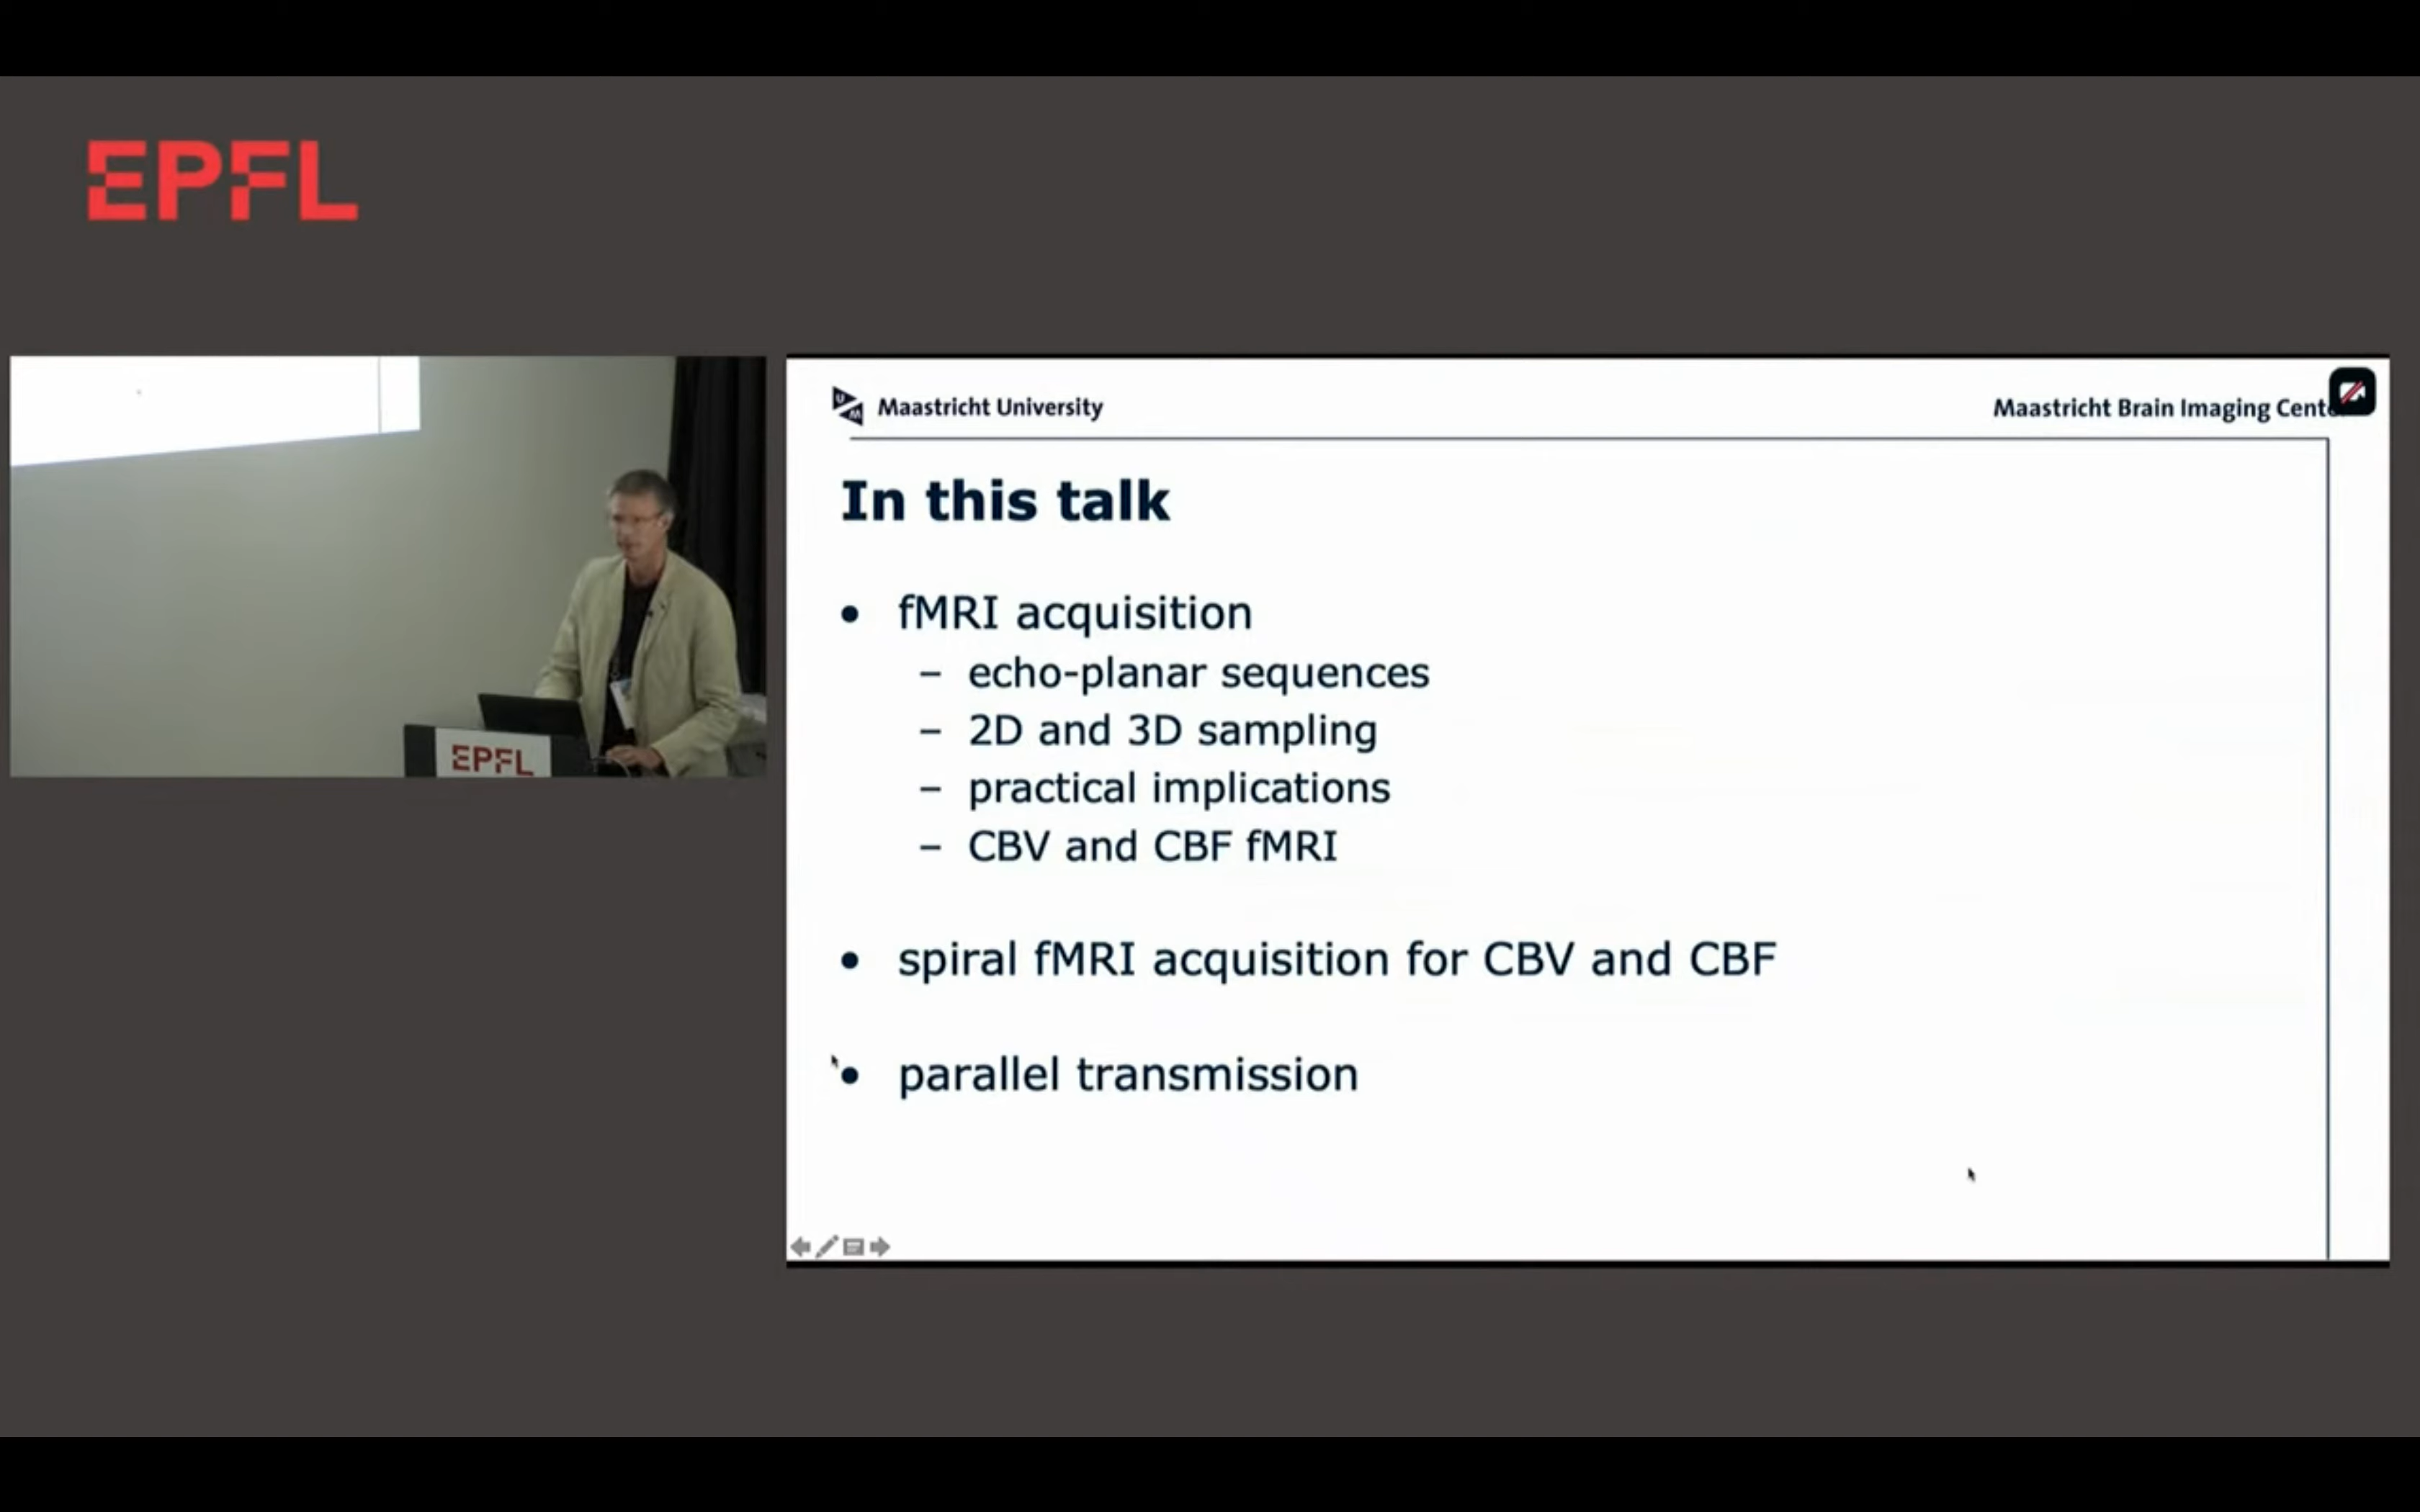 EPFL
EPFL
Maastricht University
Maastricht Brain Imaging Cent
In this talk
• fMRI acquisition
– echo-planar sequences
– 2D and 3D sampling
– practical implications
– CBV and CBF fMRI
• spiral fMRI acquisition for CBV and CBF
• parallel transmission